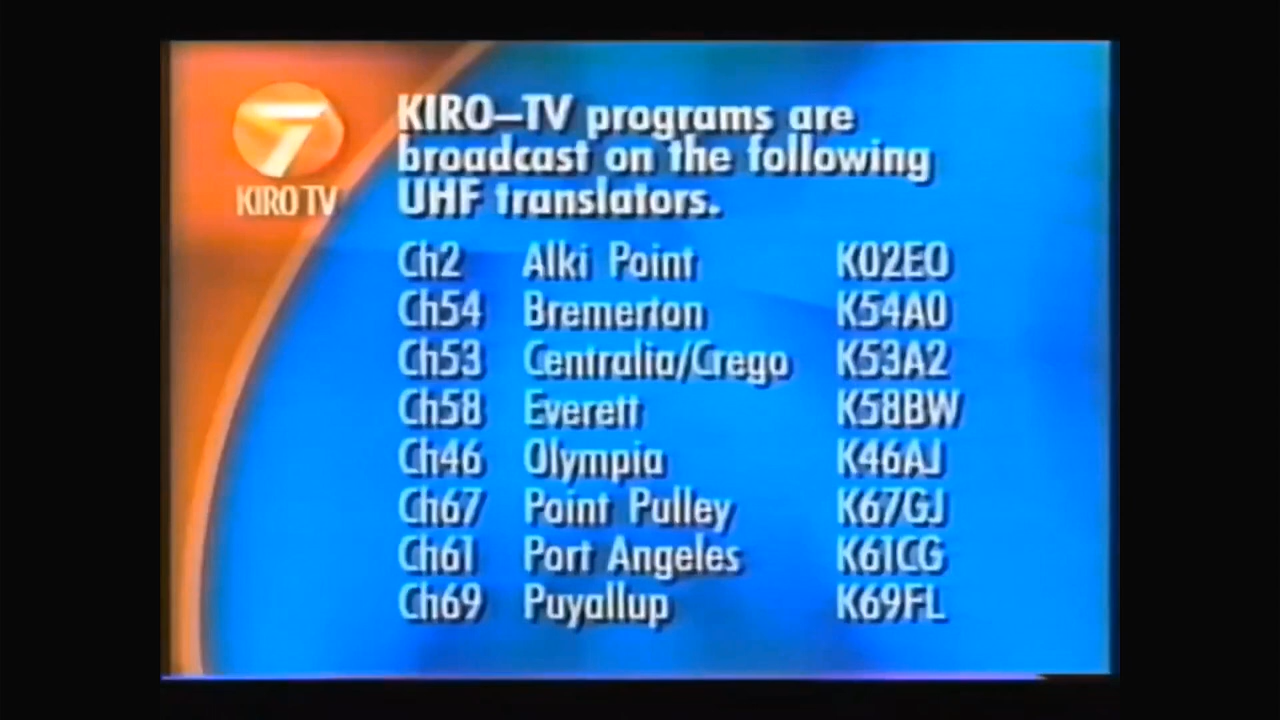 7
KIRO TV
KIRO–TV programs are
broadcast on the following
UHF translators.
Ch2 Alki Point K02EO
Ch54 Bremerton K54AO
Ch53 Centralia/Crego K53A2
Ch58 Everett K58BW
Ch46 Olympia K46AJ
Ch67 Point Pulley K67GJ
Ch61 Port Angeles K61CG
Ch69 Puyallup K69FL